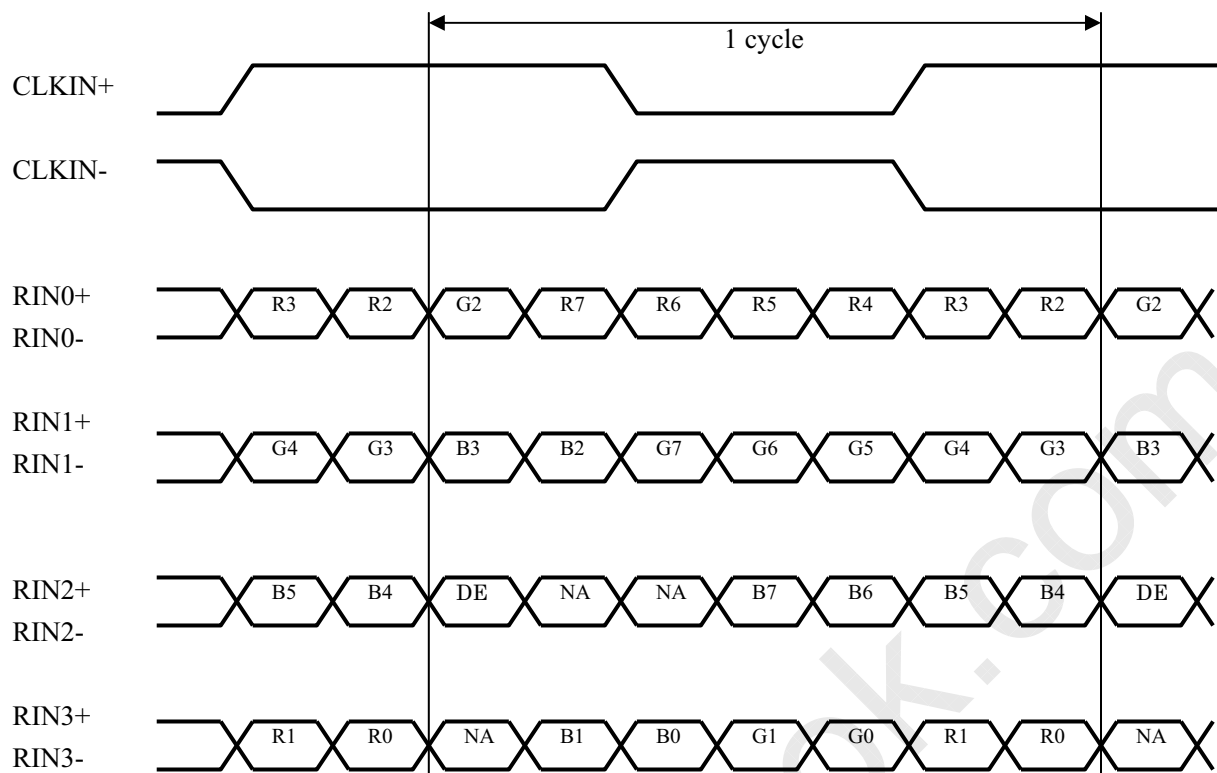 1 cycle
CLKIN+
CLKIN-
RIN0+
R3 R2 G2 R7 R6 R5 R4 R3 R2 G2
RIN0-
RIN1+
G4 G3 B3 B2 G7 G6 G5 G4 G3 B3
RIN1-
RIN2+
B5 B4 DE NA NA B7 B6 B5 B4 DE
RIN2-
RIN3+
R1 R0 NA B1 B0 G1 G0 R1 R0 NA
RIN3-
ok.com